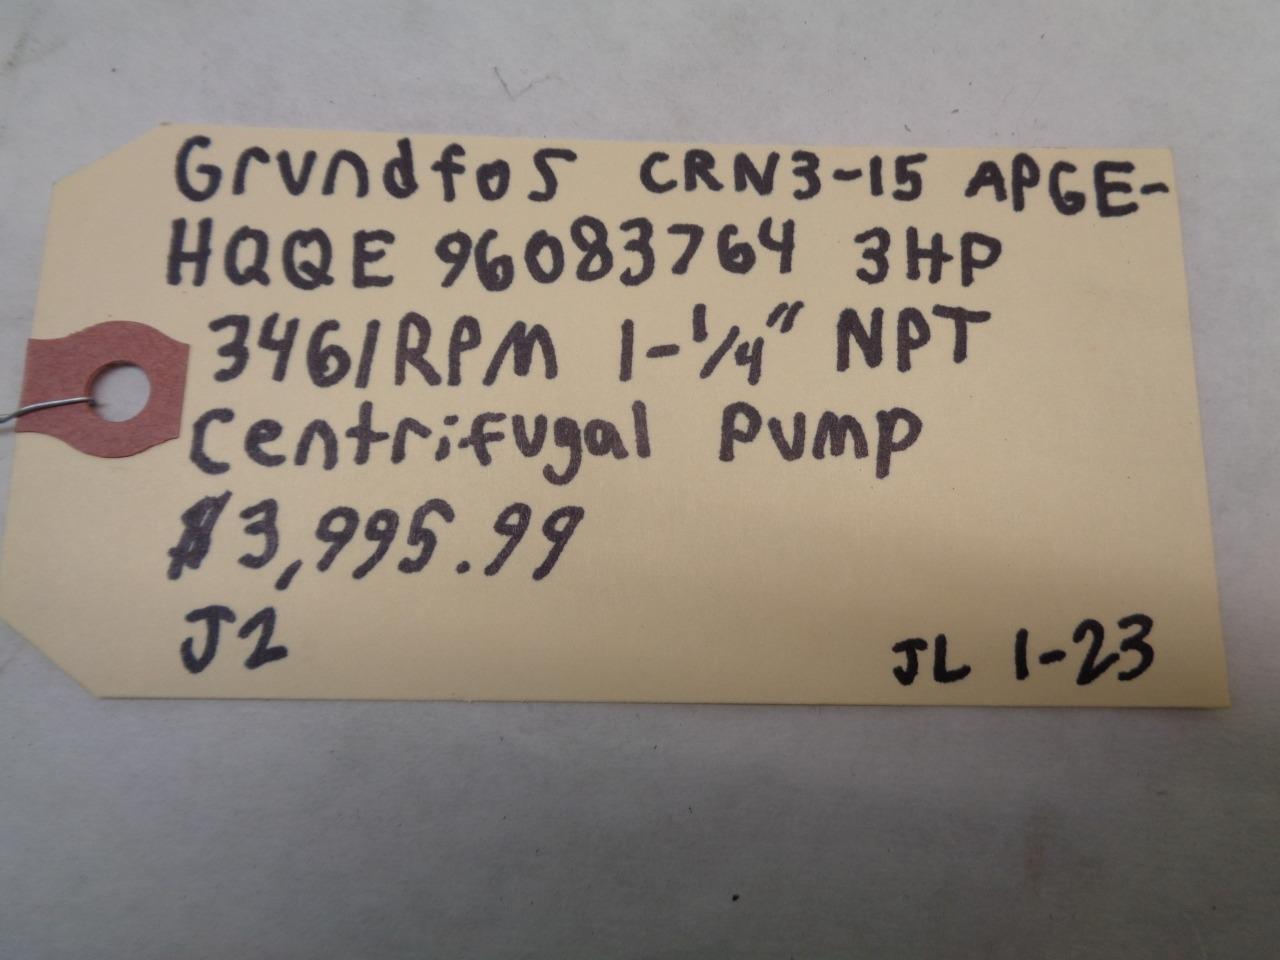 Grundfos CRN3-15 APGE-
HQQE 96083764 3HP
3461RPM 1-1/4" NPT
Centrifugal Pump
$3,995.99
J2
JL 1-23